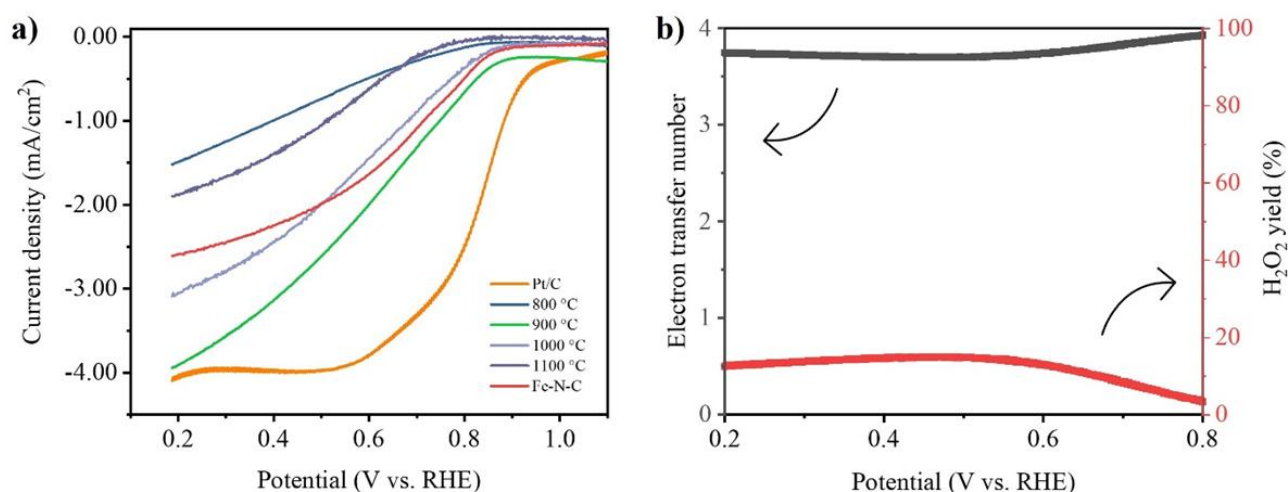 a)
Current density (mA/cm²)
0.00
-1.00
-2.00
-3.00
-4.00
0.2 0.4 0.6 0.8 1.0
Potential (V vs. RHE)
Pt/C
800 °C
900 °C
1000 °C
1100 °C
Fe-N-C
b)
Electron transfer number
4
3
2
1
0
0.2 0.4 0.6 0.8
Potential (V vs. RHE)
100
80
60
40
20
0
H₂O₂ yield (%)